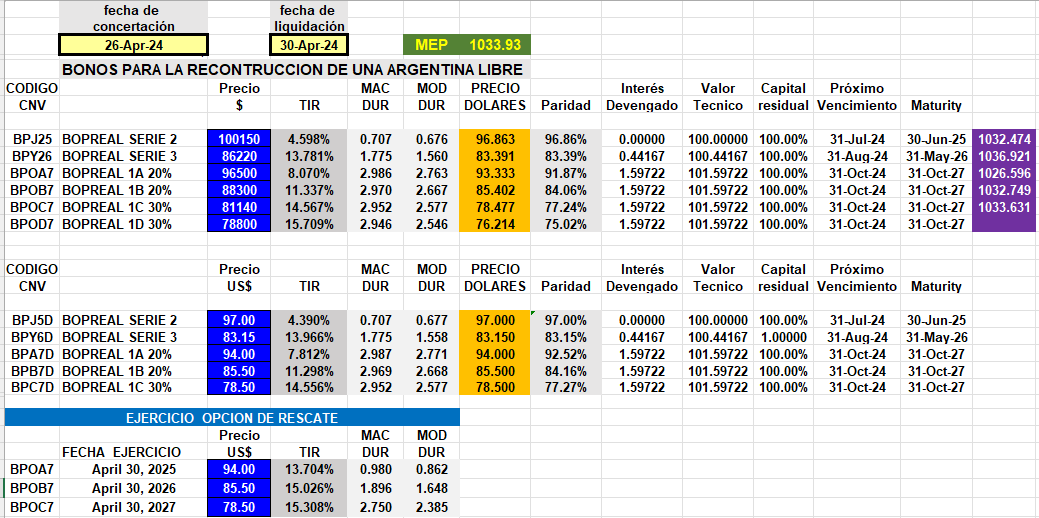 fecha de concertación fecha de liquidación
26-Apr-24 30-Apr-24 MEP 1033.93
BONOS PARA LA RECONTRUCCION DE UNA ARGENTINA LIBRE
CODIGO Precio MAC MOD PRECIO Interés Valor Capital Próximo
CNV $ TIR DUR DUR DOLARES Paridad Devengado Tecnico residual Vencimiento Maturity
BPJ25 BOPREAL SERIE 2 100150 4.598% 0.707 0.676 96.863 96.86% 0.00000 100.00000 100.00% 31-Jul-24 30-Jun-25 1032.474
BPY26 BOPREAL SERIE 3 86220 13.781% 1.775 1.560 83.391 83.39% 0.44167 100.44167 100.00% 31-Aug-24 31-May-26 1036.921
BPOA7 BOPREAL 1A 20% 96500 8.070% 2.986 2.763 93.333 91.87% 1.59722 101.59722 100.00% 31-Oct-24 31-Oct-27 1026.596
BPOB7 BOPREAL 1B 20% 88300 11.337% 2.970 2.667 85.402 84.06% 1.59722 101.59722 100.00% 31-Oct-24 31-Oct-27 1032.749
BPOC7 BOPREAL 1C 30% 81140 14.567% 2.952 2.577 78.477 77.24% 1.59722 101.59722 100.00% 31-Oct-24 31-Oct-27 1033.631
BPOD7 BOPREAL 1D 30% 78800 15.709% 2.946 2.546 76.214 75.02% 1.59722 101.59722 100.00% 31-Oct-24 31-Oct-27
CODIGO Precio MAC MOD PRECIO Interés Valor Capital Próximo
CNV US$ TIR DUR DUR DOLARES Paridad Devengado Tecnico residual Vencimiento Maturity
BPJ5D BOPREAL SERIE 2 97.00 4.390% 0.707 0.677 97.000 97.00% 0.00000 100.00000 100.00% 31-Jul-24 30-Jun-25
BPY6D BOPREAL SERIE 3 83.15 13.966% 1.775 1.558 83.150 83.15% 0.44167 100.44167 1.00000 31-Aug-24 31-May-26
BPA7D BOPREAL 1A 20% 94.00 7.812% 2.987 2.771 94.000 92.52% 1.59722 101.59722 100.00% 31-Oct-24 31-Oct-27
BPB7D BOPREAL 1B 20% 85.50 11.298% 2.969 2.668 85.500 84.16% 1.59722 101.59722 100.00% 31-Oct-24 31-Oct-27
BPC7D BOPREAL 1C 30% 78.50 14.556% 2.952 2.577 78.500 77.27% 1.59722 101.59722 100.00% 31-Oct-24 31-Oct-27
EJERCICIO OPCION DE RESCATE
Precio MAC MOD
FECHA EJERCICIO US$ TIR DUR DUR
BPOA7 April 30, 2025 94.00 13.704% 0.980 0.862
BPOB7 April 30, 2026 85.50 15.026% 1.896 1.648
BPOC7 April 30, 2027 78.50 15.308% 2.750 2.385